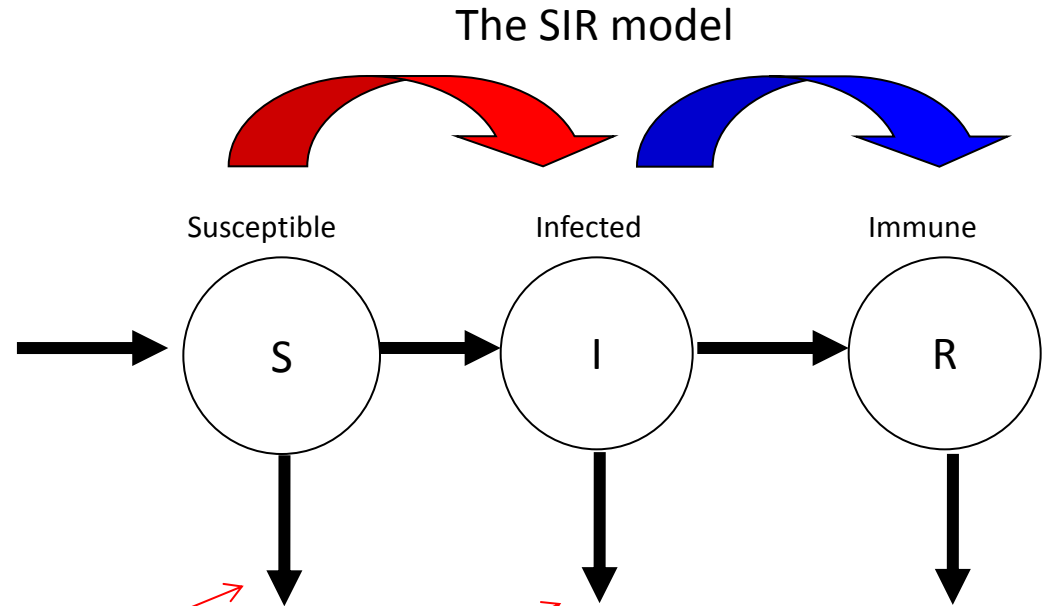 The SIR model
Susceptible
Infected
Immune
S
I
R